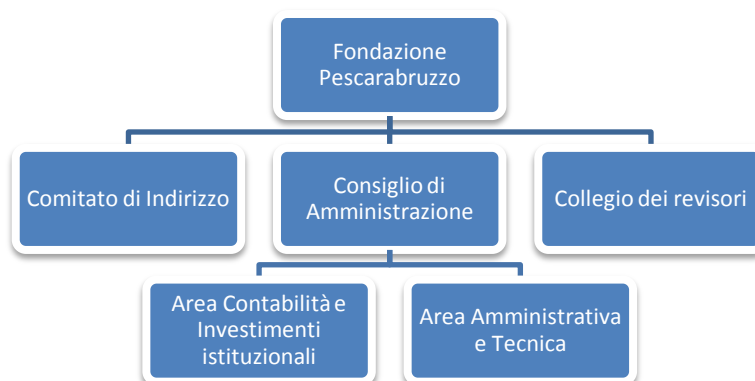 Fondazione
Pescarabruzzo
Comitato di Indirizzo
Consiglio di
Amministrazione
Collegio dei revisori
Area Contabilità e
Investimenti
istituzionali
Area Amministrativa
e Tecnica